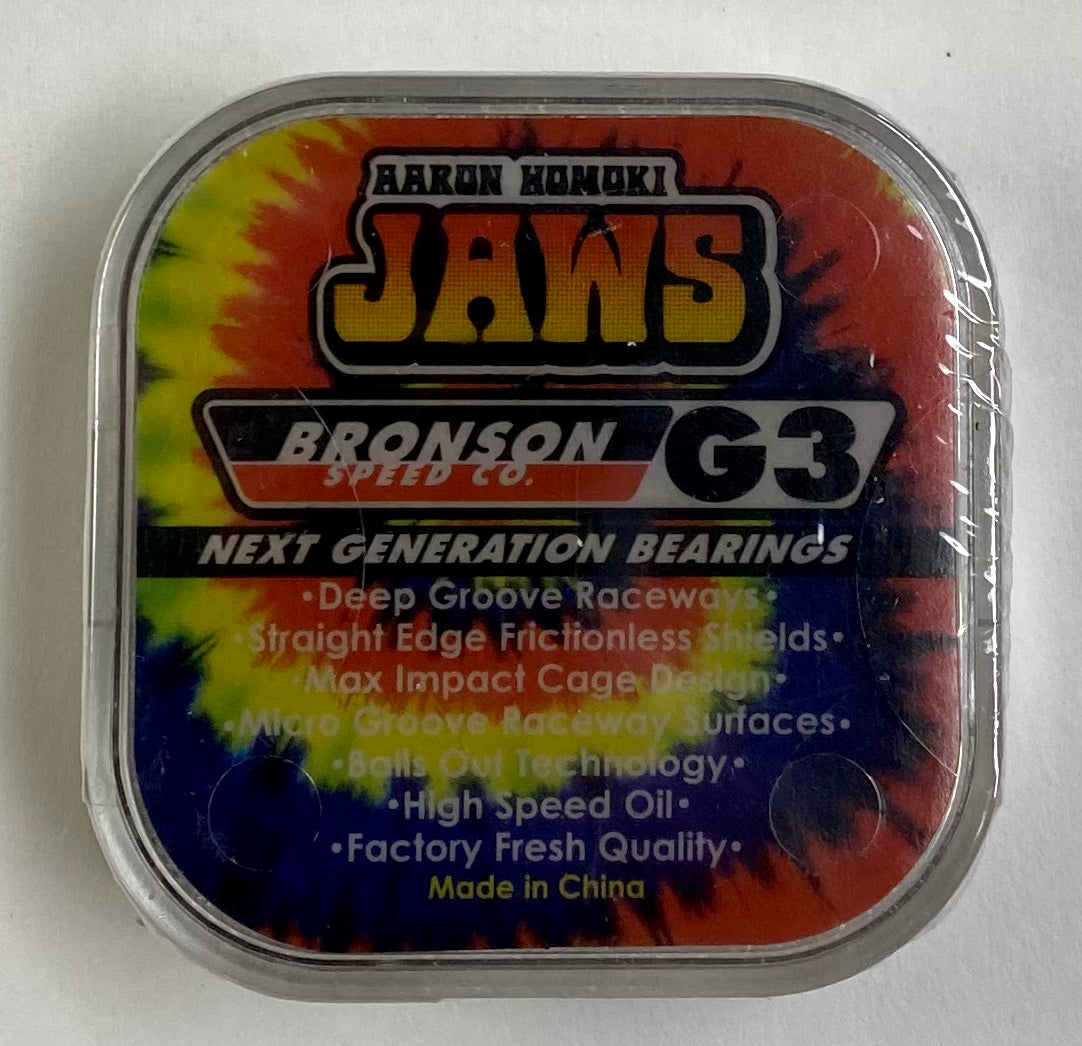 AARON HOMOKI
JAWS
BRONSON G3
SPEED CO.
NEXT GENERATION BEARINGS
•Deep Groove Raceways•
•Straight Edge Frictionless Shields•
•Max Impact Cage Design•
•Micro Groove Raceway Surfaces•
•Balls Out Technology•
•High Speed Oil•
•Factory Fresh Quality•
Made in China